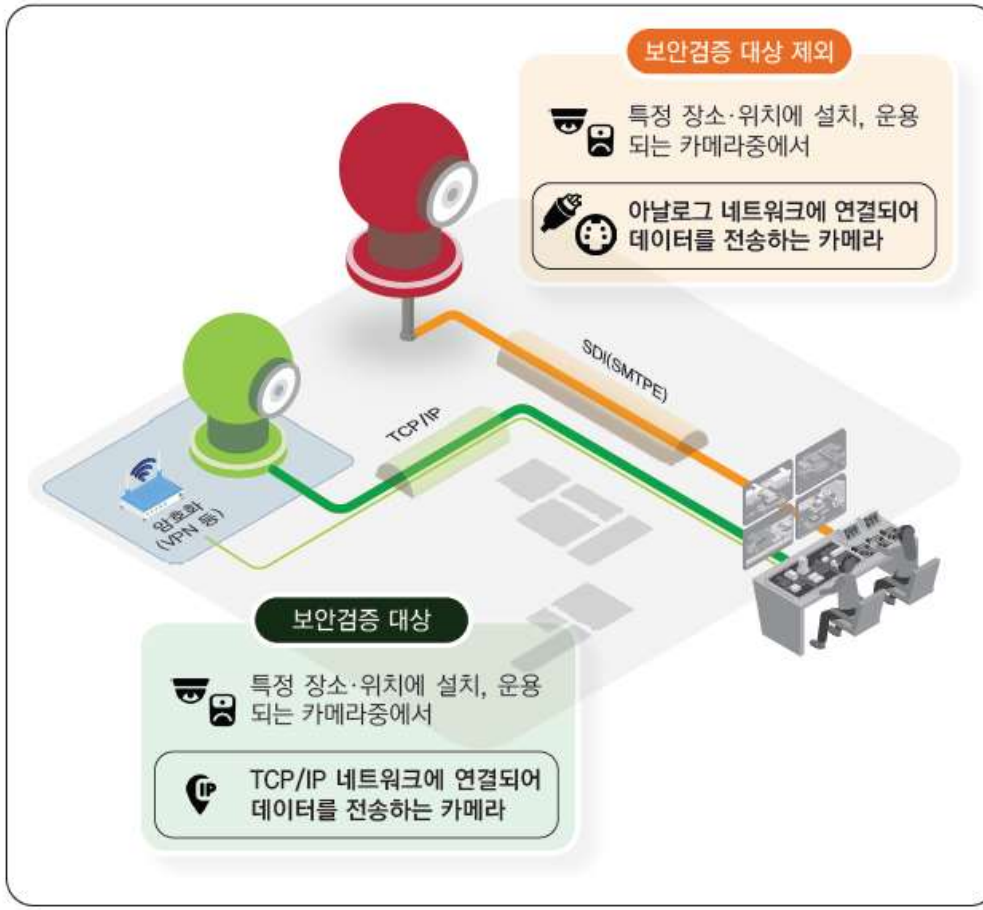 보안검증 대상 제외
특정 장소·위치에 설치, 운용
되는 카메라중에서
아날로그 네트워크에 연결되어
데이터를 전송하는 카메라
SDI(SMTPE)
TCP/IP
암호화
(VPN 등)
보안검증 대상
특정 장소·위치에 설치, 운용
되는 카메라중에서
IP
TCP/IP 네트워크에 연결되어
데이터를 전송하는 카메라